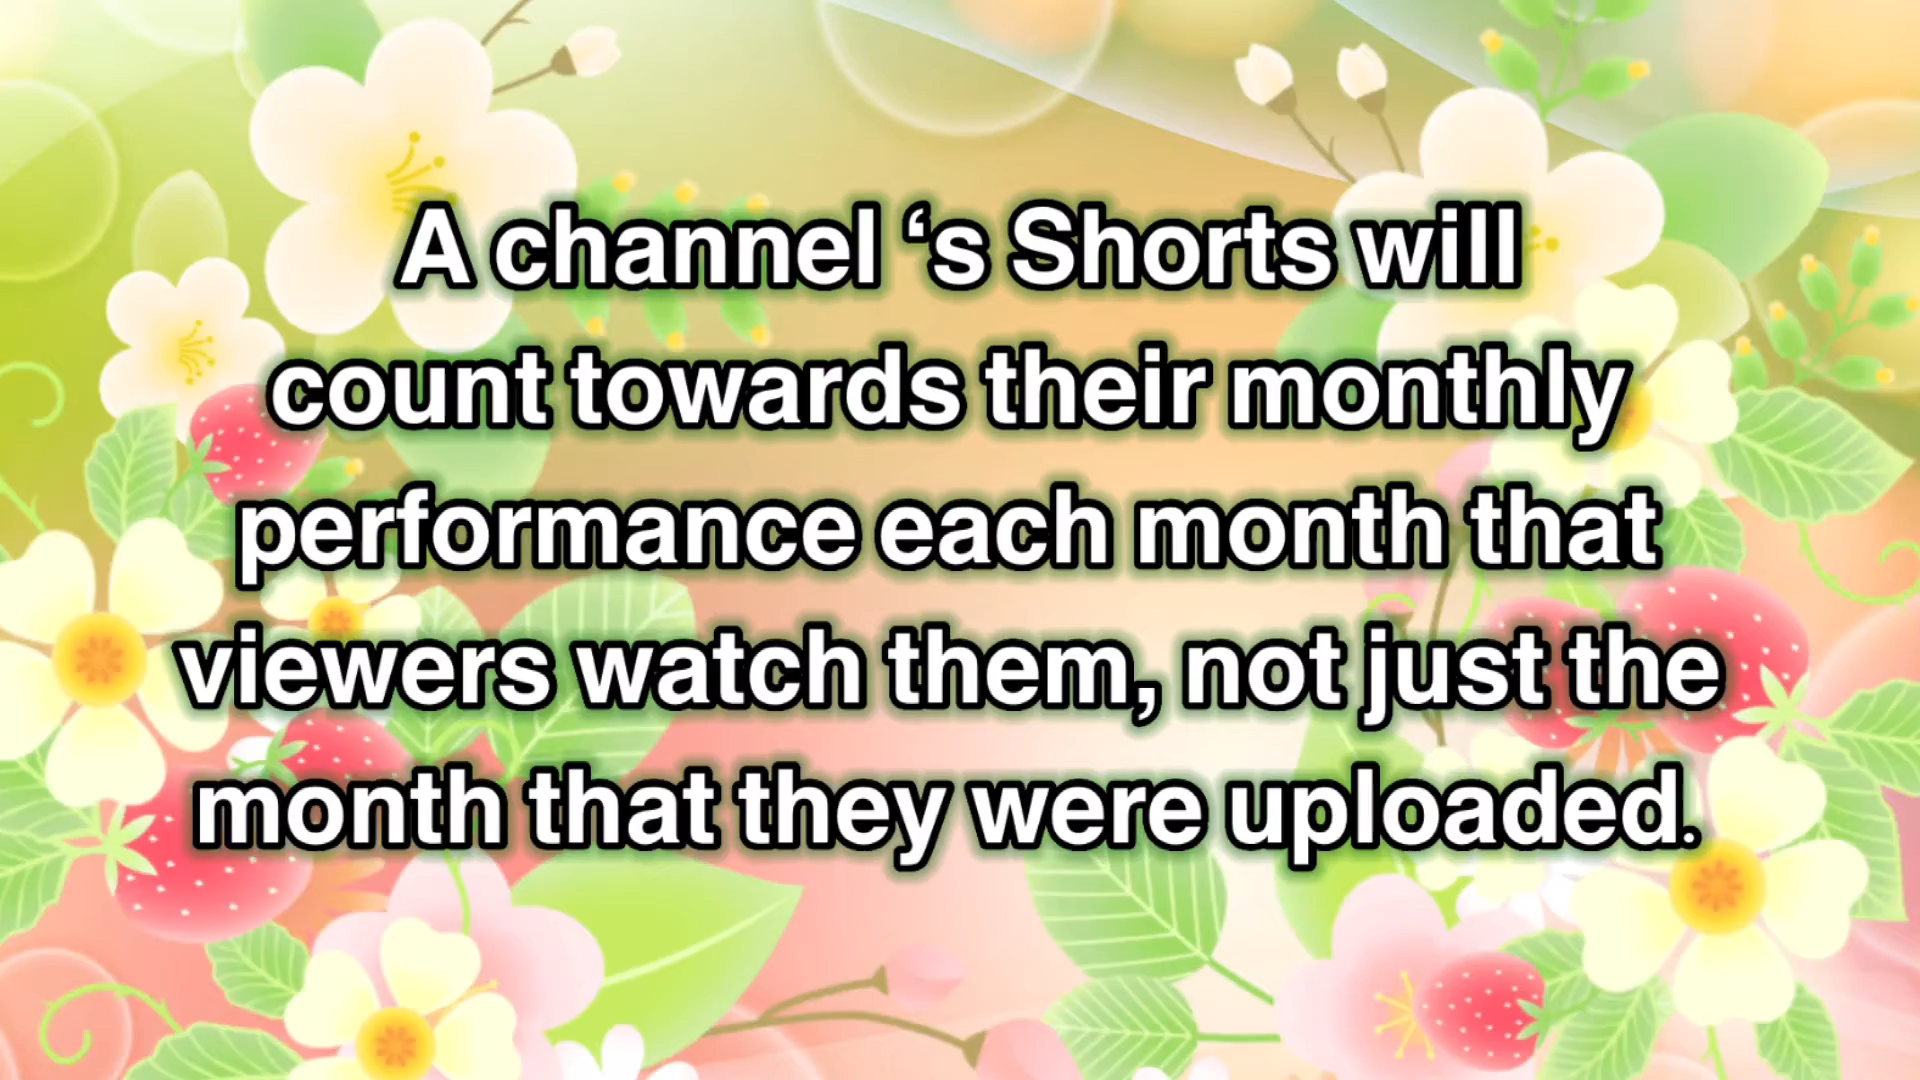 A channel ‘s Shorts will
count towards their monthly
performance each month that
viewers watch them, not just the
month that they were uploaded.